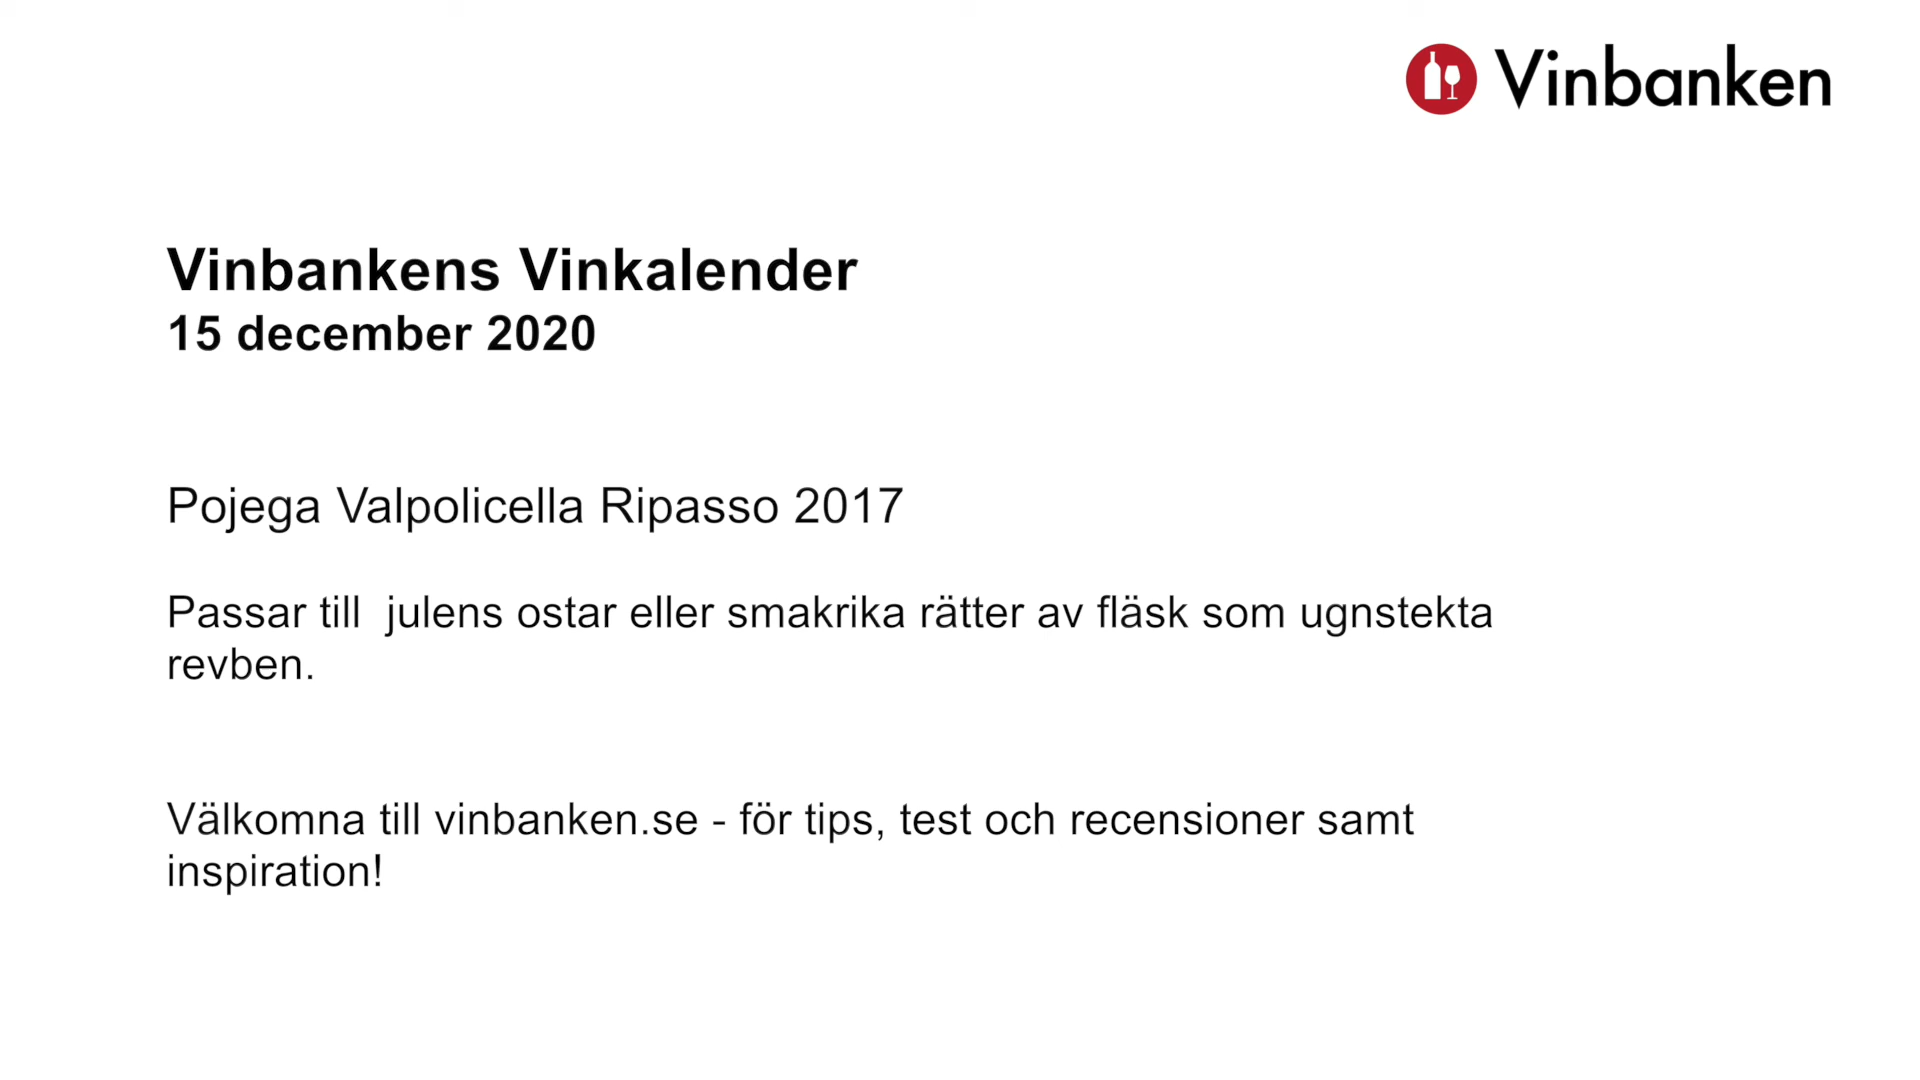 Vinbanken
Vinbankens Vinkalender
15 december 2020
Pojega Valpolicella Ripasso 2017
Passar till  julens ostar eller smakrika rätter av fläsk som ugnstekta
revben.
Välkomna till vinbanken.se - för tips, test och recensioner samt
inspiration!